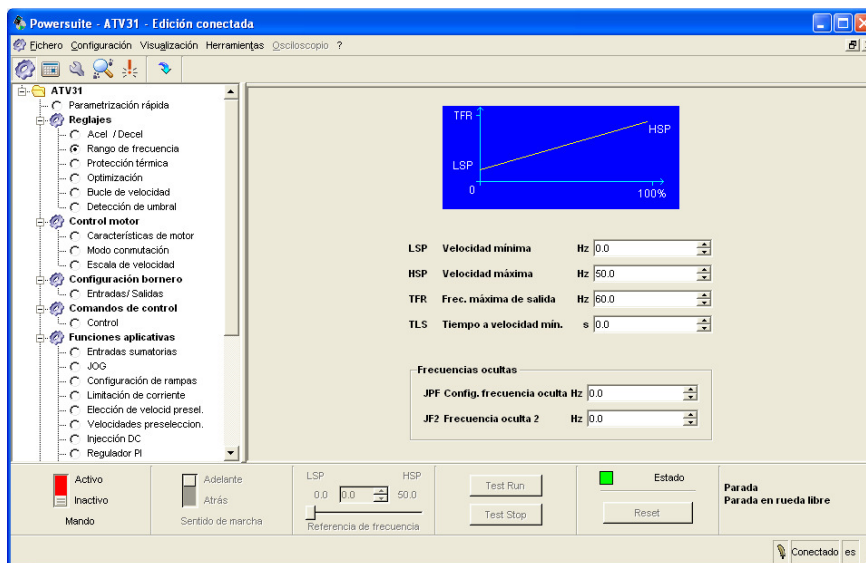 Powersuite - ATV31 - Edición conectada
Fichero Configuración Visualización Herramientas Osciloscopio ?
ATV31
Parametrización rápida
Reglajes
Acel / Decel
Rango de frecuencia
Protección térmica
Optimización
Bucle de velocidad
Detección de umbral
Control motor
Características de motor
Modo conmutación
Escala de velocidad
Configuración bornero
Entradas/ Salidas
Comandos de control
Control
Funciones aplicativas
Entradas sumatorias
JOG
Configuración de rampas
Limitación de corriente
Elección de velocid presel.
Velocidades preseleccion.
Injección DC
Regulador PI
TFR
HSP
LSP
0
100%
LSP Velocidad mínima Hz 0.0
HSP Velocidad máxima Hz 50.0
TFR Frec. máxima de salida Hz 60.0
TLS Tiempo a velocidad mín. s 0.0
Frecuencias ocultas
JPF Config. frecuencia oculta Hz 0.0
JF2 Frecuencia oculta 2 Hz 0.0
Activo
Inactivo
Mando
Adelante
Atrás
Sentido de marcha
LSP HSP
0.0 0.0 50.0
Referencia de frecuencia
Test Run
Test Stop
Estado
Reset
Parada
Parada en rueda libre
Conectado es